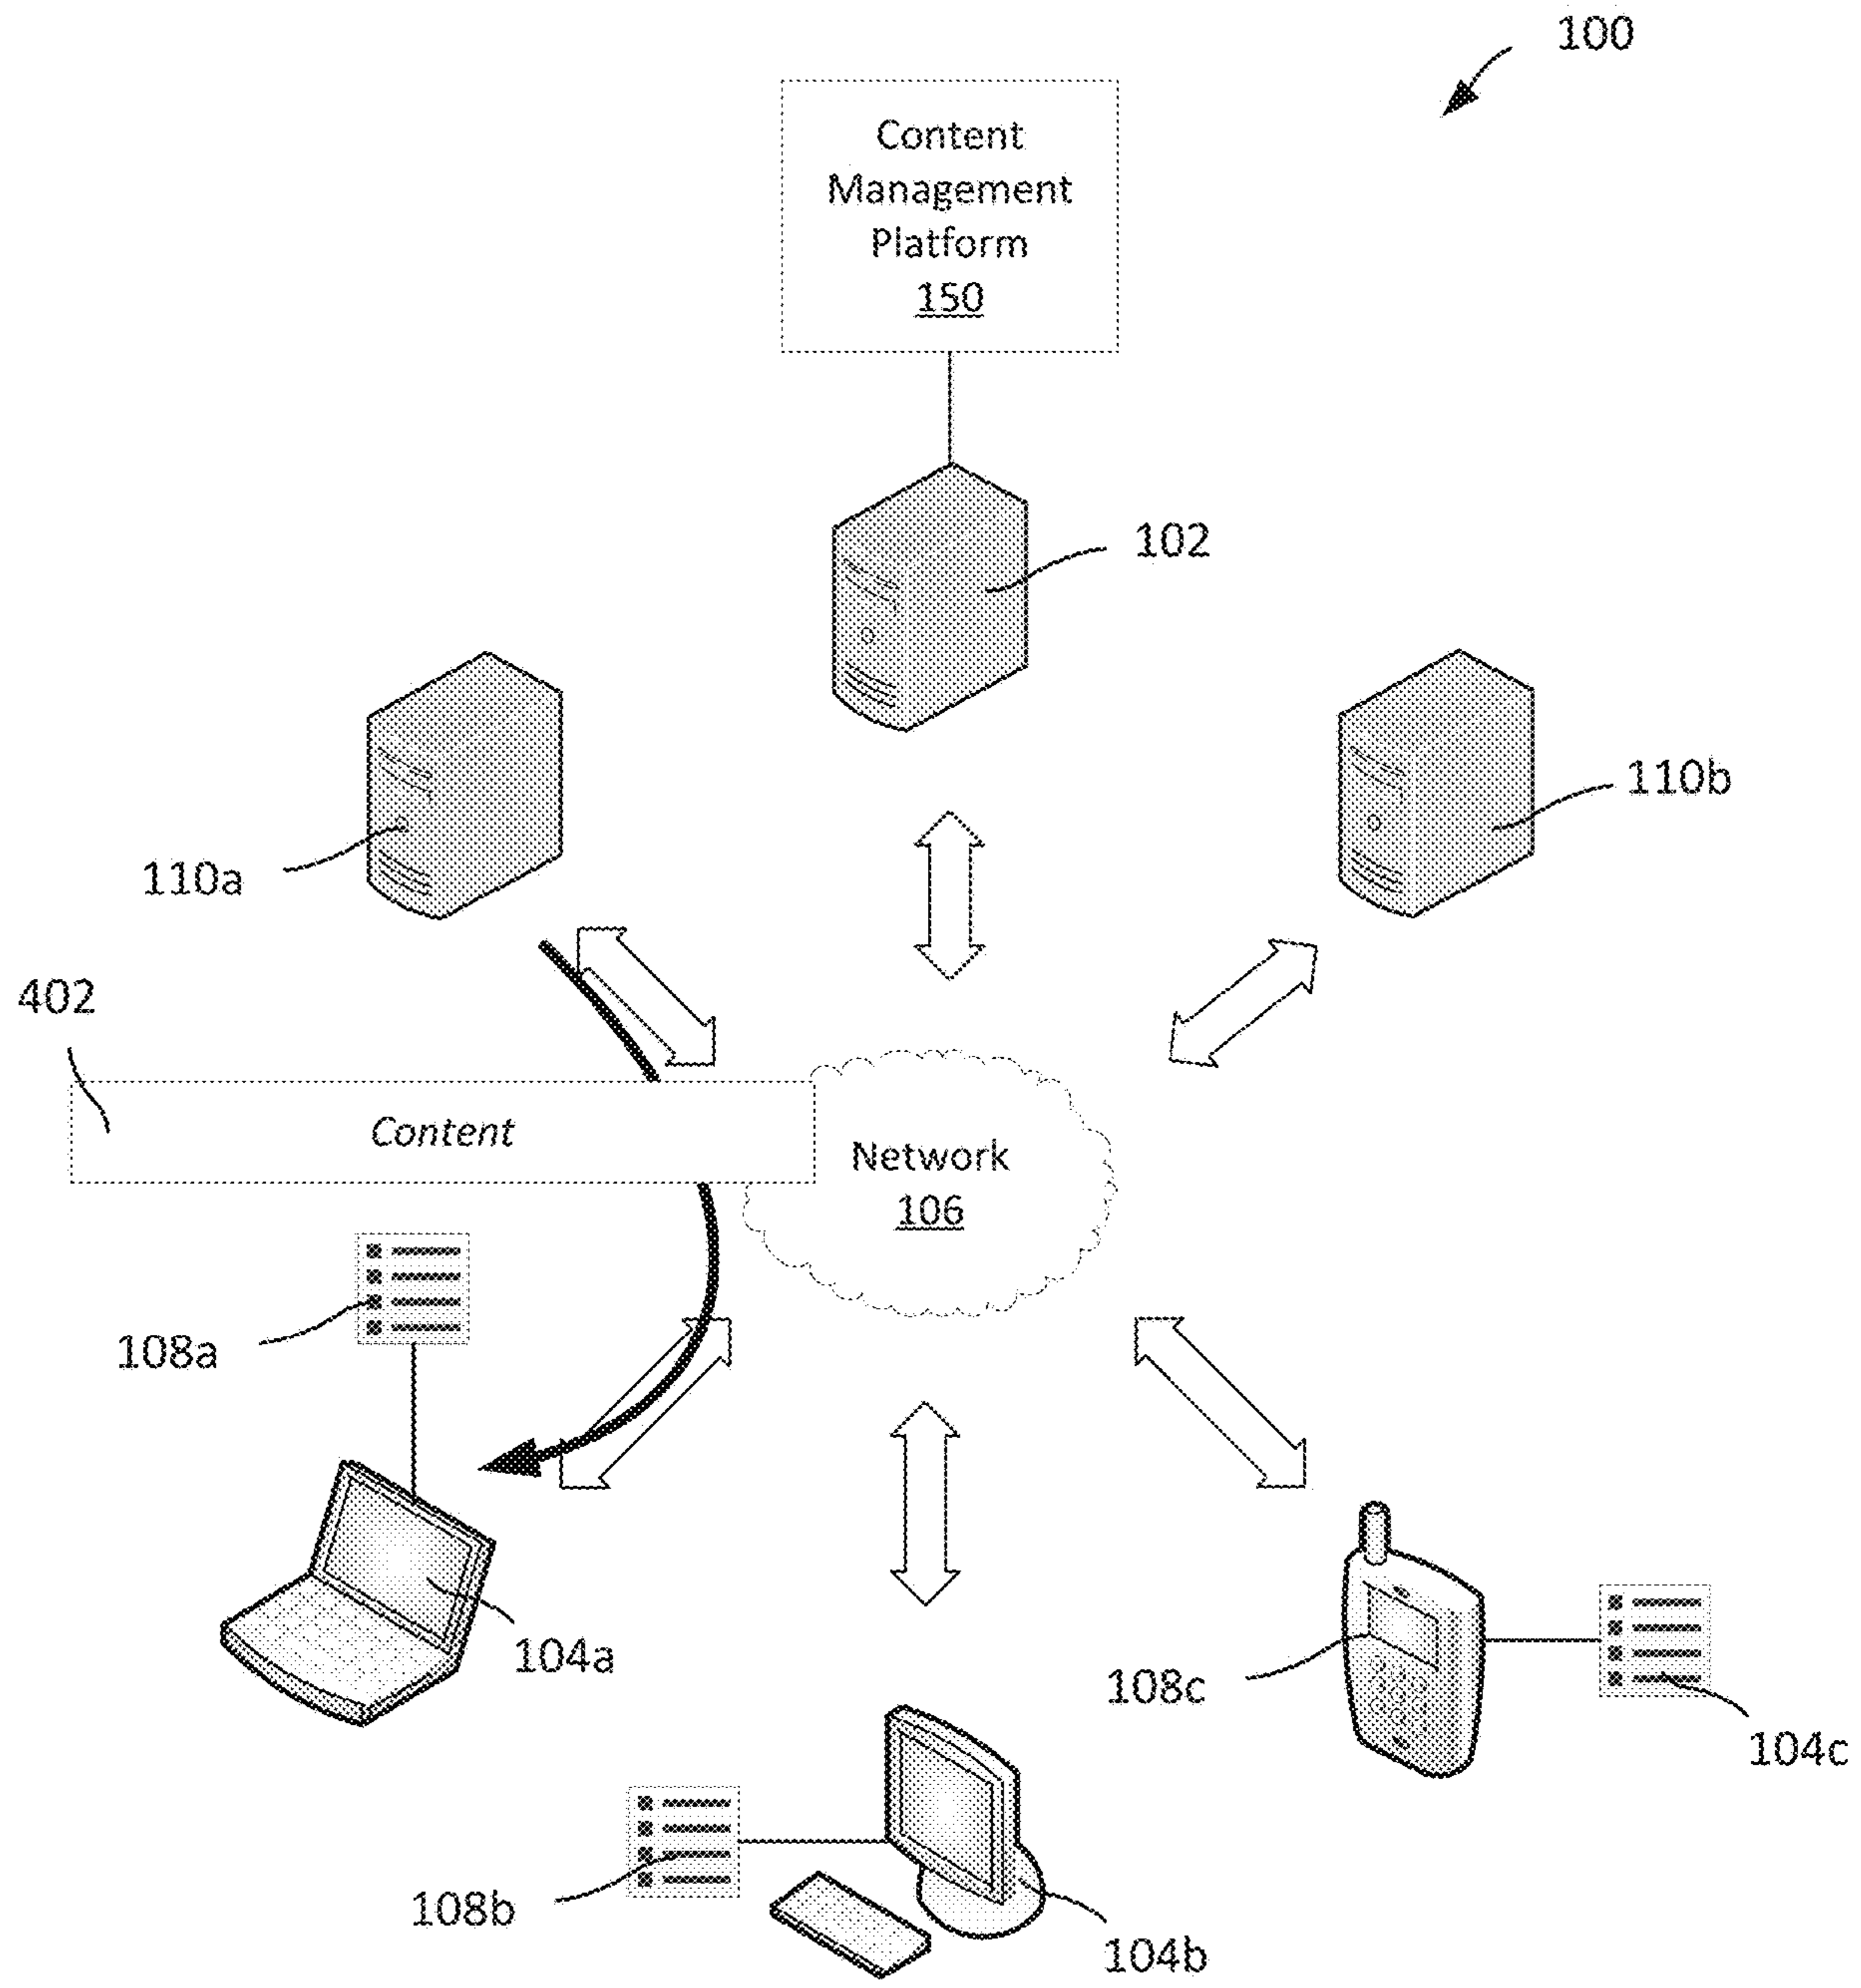 100
Content
Management
Platform
150
102
110b
110a
402
Content
Network
106
108a
104a
108c
104c
108b
104b